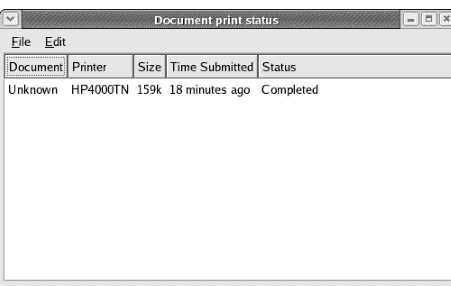 Document print status
File Edit
Document Printer Size Time Submitted Status
Unknown HP4000TN 159k 18 minutes ago Completed